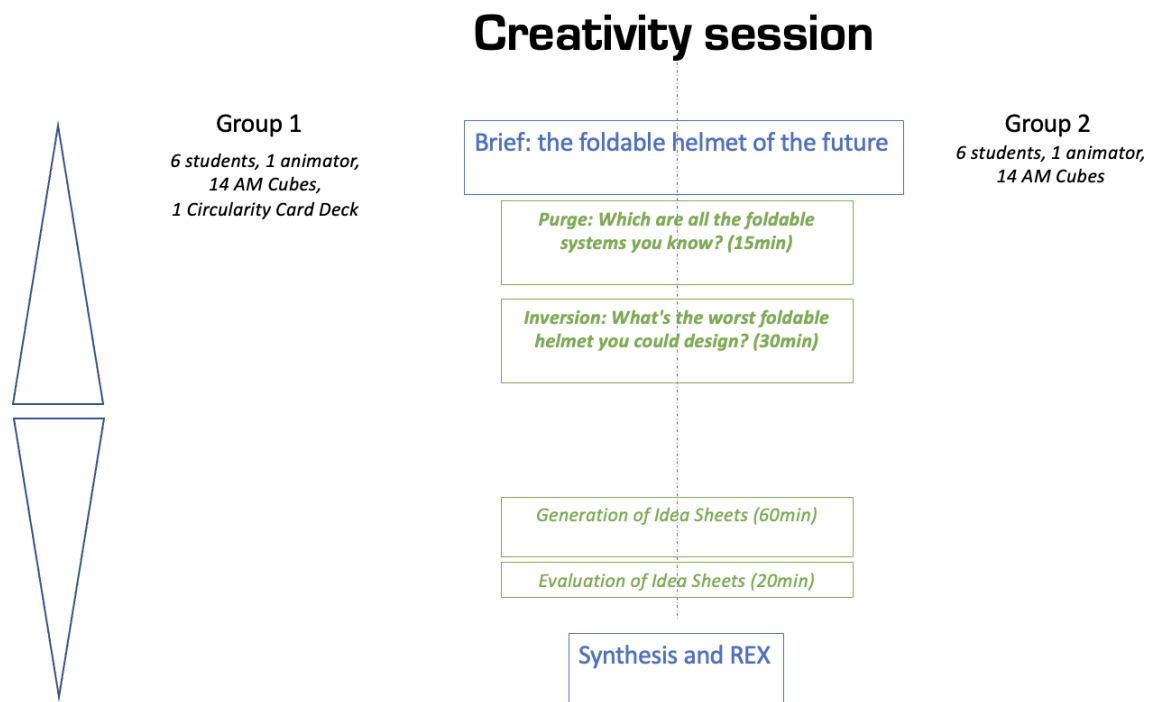 Creativity session
Group 1
6 students, 1 animator,
14 AM Cubes,
1 Circularity Card Deck
Brief: the foldable helmet of the future
Group 2
6 students, 1 animator,
14 AM Cubes
Purge: Which are all the foldable
systems you know? (15min)
Inversion: What's the worst foldable
helmet you could design? (30min)
Generation of Idea Sheets (60min)
Evaluation of Idea Sheets (20min)
Synthesis and REX